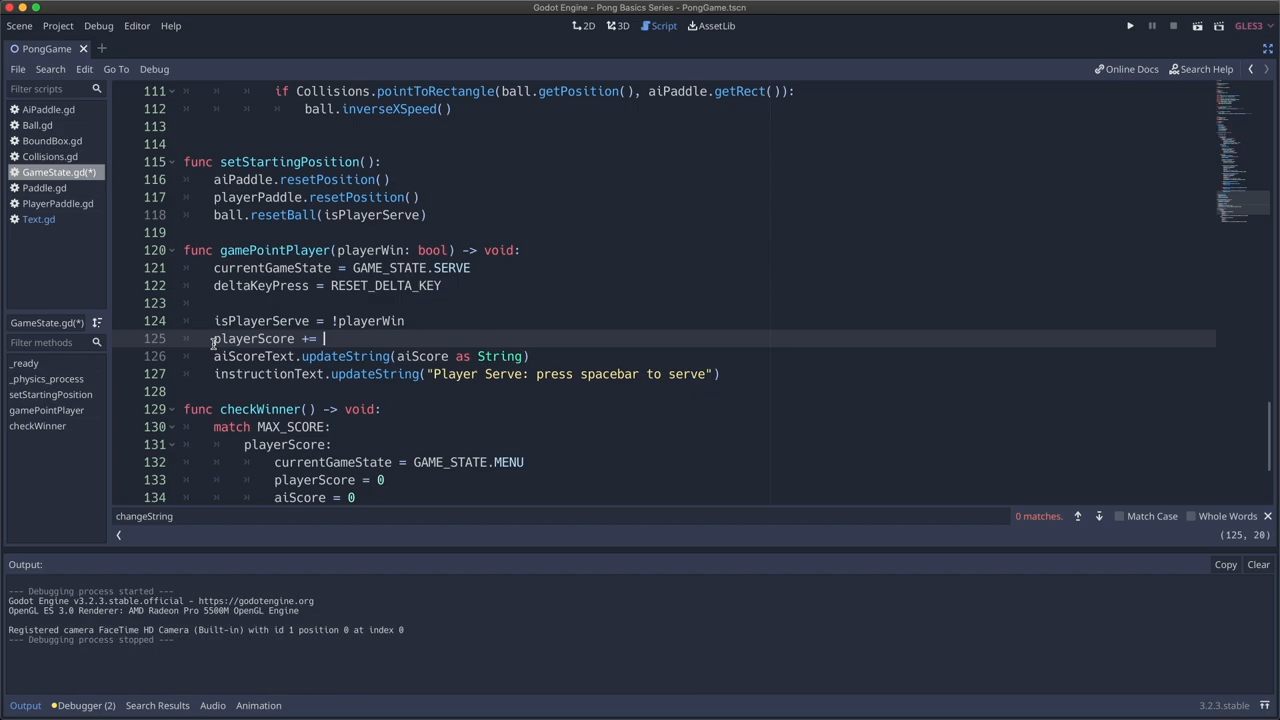 Godot Engine - Pong Basics Series - PongGame.tscn
Scene Project Debug Editor Help 2D 3D Script AssetLib GLES3
PongGame
File Search Edit Go To Debug Online Docs Search Help
Filter scripts
AiPaddle.gd
Ball.gd
BoundBox.gd
Collisions.gd
GameState.gd(*)
Paddle.gd
PlayerPaddle.gd
Text.gd
GameState.gd(*)
Filter methods
_ready
_physics_process
setStartingPosition
gamePointPlayer
checkWinner
111 if Collisions.pointToRectangle(ball.getPosition(), aiPaddle.getRect()):
112 ball.inverseXSpeed()
113
114
115 func setStartingPosition():
116 aiPaddle.resetPosition()
117 playerPaddle.resetPosition()
118 ball.resetBall(isPlayerServe)
119
120 func gamePointPlayer(playerWin: bool) -> void:
121 currentGameState = GAME_STATE.SERVE
122 deltaKeyPress = RESET_DELTA_KEY
123
124 isPlayerServe = !playerWin
125 playerScore +=
126 aiScoreText.updateString(aiScore as String)
127 instructionText.updateString("Player Serve: press spacebar to serve")
128
129 func checkWinner() -> void:
130 match MAX_SCORE:
131 playerScore:
132 currentGameState = GAME_STATE.MENU
133 playerScore = 0
134 aiScore = 0
changeString 0 matches. Match Case Whole Words
(125, 20)
Output: Copy Clear
--- Debugging process started ---
Godot Engine v3.2.3.stable.official - https://godotengine.org
OpenGL ES 3.0 Renderer: AMD Radeon Pro 5500M OpenGL Engine
Registered camera FaceTime HD Camera (Built-in) with id 1 position 0 at index 0
--- Debugging process stopped ---
Output Debugger (2) Search Results Audio Animation 3.2.3.stable